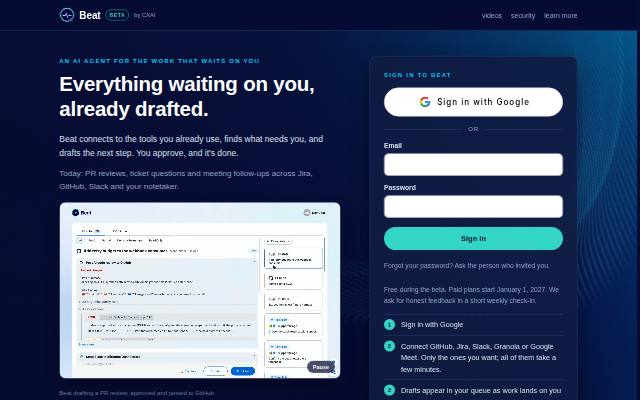 Beat BETA by CXAI
videos security learn more
AN AI AGENT FOR THE WORK THAT WAITS ON YOU
Everything waiting on you,
already drafted.
Beat connects to the tools you already use, finds what needs you, and
drafts the next step. You approve, and it's done.
Today: PR reviews, ticket questions and meeting follow-ups across Jira,
GitHub, Slack and your notetaker.
Beat
Pause
Beat drafting a PR review, approved and posted to GitHub
SIGN IN TO BEAT
Sign in with Google
OR
Email
Password
Sign in
Forgot your password? Ask the person who invited you.
Free during the beta. Paid plans start January 1, 2027. We
ask for honest feedback in a short weekly check-in.
1 Sign in with Google
2 Connect GitHub, Jira, Slack, Granola or Google
Meet. Only the ones you want; all of them take a
few minutes.
3 Drafts appear in your queue as work lands on you